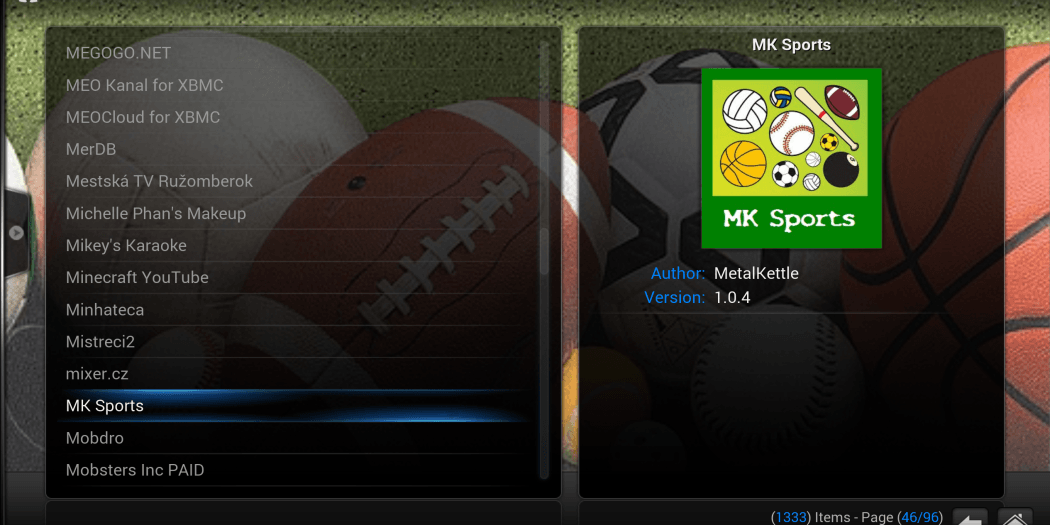 MEGOGO.NET
MEO Kanal for XBMC
MEOCloud for XBMC
MerDB
Mestská TV Ružomberok
Michelle Phan's Makeup
Mikey's Karaoke
Minecraft YouTube
Minhateca
Mistreci2
mixer.cz
MK Sports
Mobdro
Mobsters Inc PAID
MK Sports
MK Sports
Author: MetalKettle
Version: 1.0.4
(1333) Items - Page (46/96)